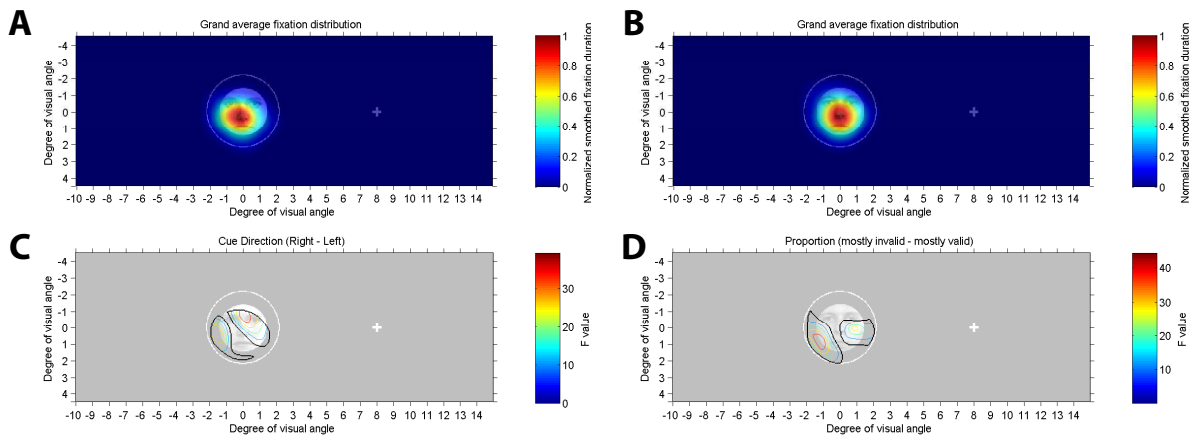 A
Grand average fixation distribution
Degree of visual angle
-4
-3
-2
-1
0
1
2
3
4
-10 -9 -8 -7 -6 -5 -4 -3 -2 -1 0 1 2 3 4 5 6 7 8 9 10 11 12 13 14
Degree of visual angle
1
0.8
0.6
0.4
0.2
0
Normalized smoothed fixation duration
B
Grand average fixation distribution
Degree of visual angle
-4
-3
-2
-1
0
1
2
3
4
-10 -9 -8 -7 -6 -5 -4 -3 -2 -1 0 1 2 3 4 5 6 7 8 9 10 11 12 13 14
Degree of visual angle
1
0.8
0.6
0.4
0.2
0
Normalized smoothed fixation duration
C
Cue Direction (Right - Left)
Degree of visual angle
-4
-3
-2
-1
0
1
2
3
4
-10 -9 -8 -7 -6 -5 -4 -3 -2 -1 0 1 2 3 4 5 6 7 8 9 10 11 12 13 14
Degree of visual angle
30
20
10
0
F value
D
Proportion (mostly invalid - mostly valid)
Degree of visual angle
-4
-3
-2
-1
0
1
2
3
4
-10 -9 -8 -7 -6 -5 -4 -3 -2 -1 0 1 2 3 4 5 6 7 8 9 10 11 12 13 14
Degree of visual angle
40
30
20
10
F value